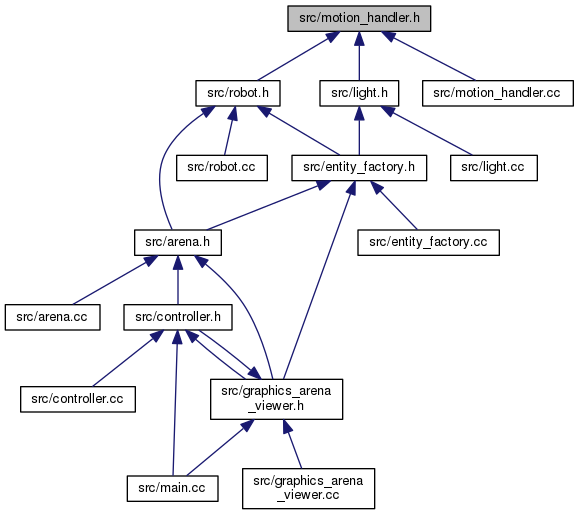 src/motion_handler.h
src/robot.h
src/light.h
src/motion_handler.cc
src/robot.cc
src/entity_factory.h
src/light.cc
src/arena.h
src/entity_factory.cc
src/arena.cc
src/controller.h
src/controller.cc
src/graphics_arena
_viewer.h
src/main.cc
src/graphics_arena
_viewer.cc